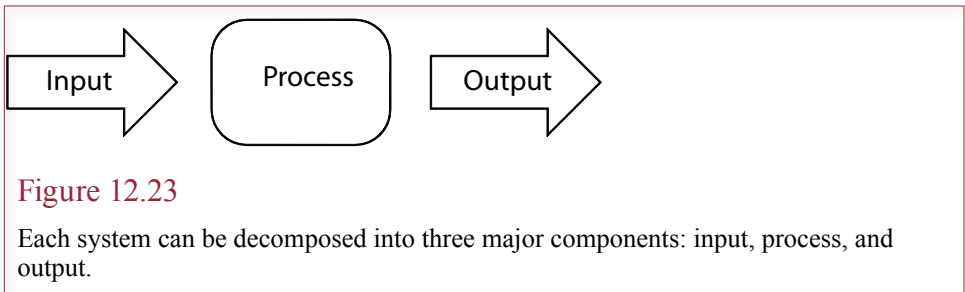 Input Process Output
Figure 12.23
Each system can be decomposed into three major components: input, process, and
output.